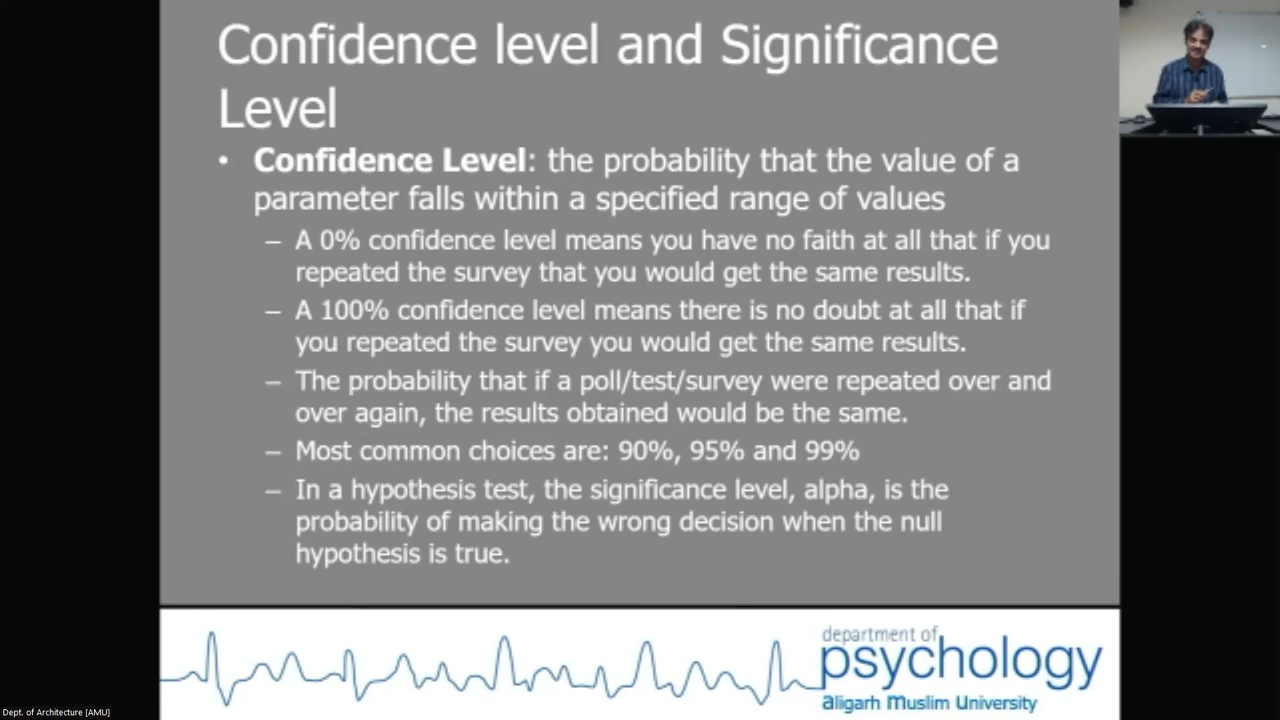 Confidence level and Significance
Level
• Confidence Level: the probability that the value of a
parameter falls within a specified range of values
– A 0% confidence level means you have no faith at all that if you
repeated the survey that you would get the same results.
– A 100% confidence level means there is no doubt at all that if
you repeated the survey you would get the same results.
– The probability that if a poll/test/survey were repeated over and
over again, the results obtained would be the same.
– Most common choices are: 90%, 95% and 99%
– In a hypothesis test, the significance level, alpha, is the
probability of making the wrong decision when the null
hypothesis is true.
department of
psychology
aligarh muslim university
Dept. of Architecture [AMU]